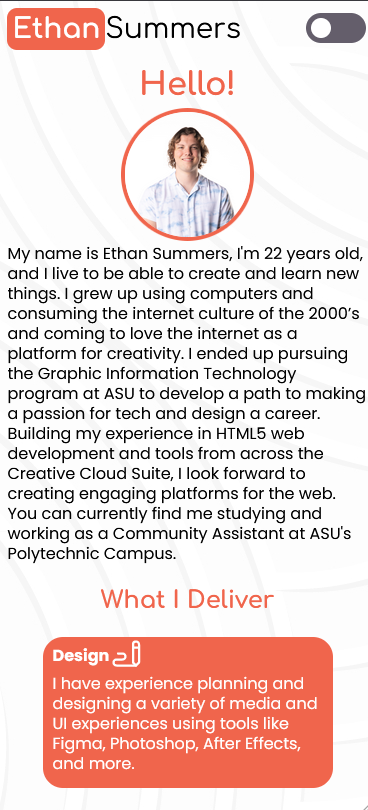 Ethan Summers
Hello!
My name is Ethan Summers, I'm 22 years old,
and I live to be able to create and learn new
things. I grew up using computers and
consuming the internet culture of the 2000’s
and coming to love the internet as a
platform for creativity. I ended up pursuing
the Graphic Information Technology
program at ASU to develop a path to making
a passion for tech and design a career.
Building my experience in HTML5 web
development and tools from across the
Creative Cloud Suite, I look forward to
creating engaging platforms for the web.
You can currently find me studying and
working as a Community Assistant at ASU's
Polytechnic Campus.
What I Deliver
Design
I have experience planning and
designing a variety of media and
UI experiences using tools like
Figma, Photoshop, After Effects,
and more.